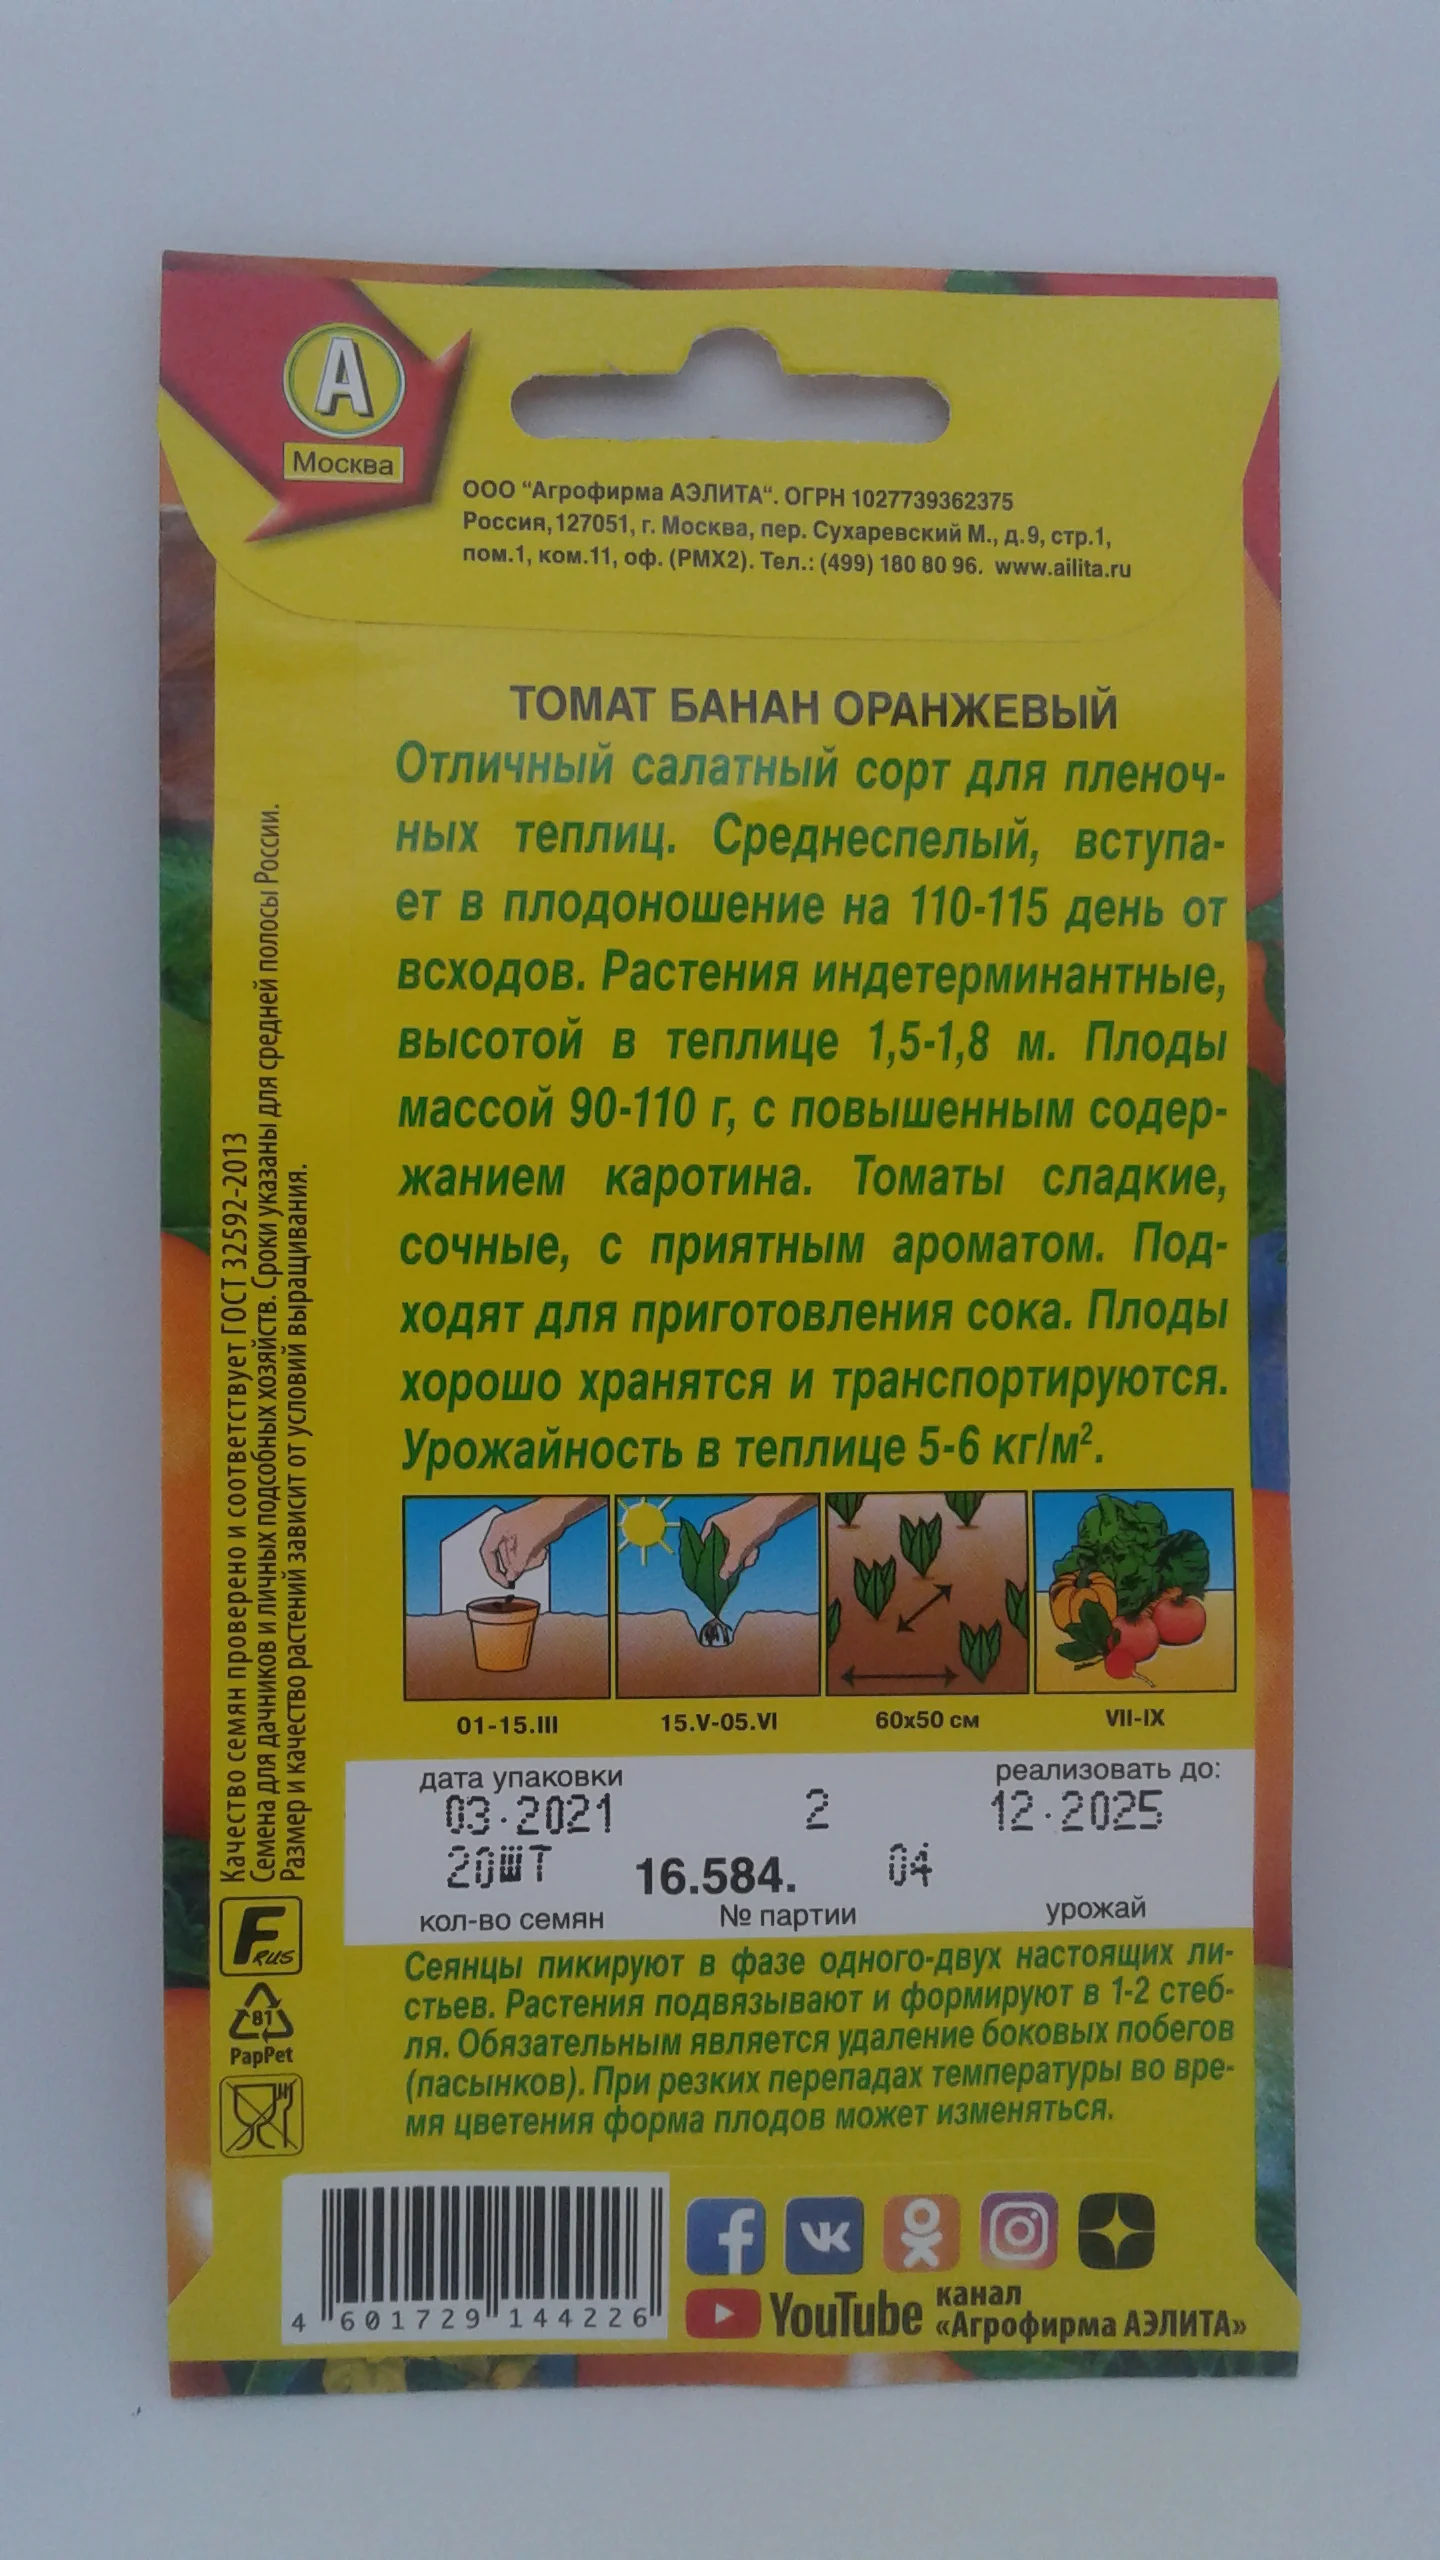 А
Москва
ООО “Агрофирма АЭЛИТА“. ОГРН 1027739362375
Россия, 127051, г. Москва, пер. Сухаревский М., д.9, стр.1,
пом.1, ком.11, оф. (РМХ2). Тел.: (499) 180 80 96. www.ailita.ru
ТОМАТ БАНАН ОРАНЖЕВЫЙ
Отличный салатный сорт для пленоч-
ных теплиц. Среднеспелый, вступа-
ет в плодоношение на 110-115 день от
всходов. Растения индетерминантные,
высотой в теплице 1,5-1,8 м. Плоды
массой 90-110 г, с повышенным содер-
жанием каротина. Томаты сладкие,
сочные, с приятным ароматом. Под-
ходят для приготовления сока. Плоды
хорошо хранятся и транспортируются.
Урожайность в теплице 5-6 кг/м².
01-15.III 15.V-05.VI 60х50 см VII-IX
дата упаковки реализовать до:
03.2021 2 12.2025
20ШТ 16.584. 04
кол-во семян № партии урожай
Сеянцы пикируют в фазе одного-двух настоящих ли-
стьев. Растения подвязывают и формируют в 1-2 стеб-
ля. Обязательным является удаление боковых побегов
(пасынков). При резких перепадах температуры во вре-
мя цветения форма плодов может изменяться.
Качество семян проверено и соответствует ГОСТ 32592-2013
Семена для дачников и личных подсобных хозяйств. Сроки указаны для средней полосы России.
Размер и качество растений зависит от условий выращивания.
F RUS
81
PapPet
4 601729 144226
YouTube канал
«Агрофирма АЭЛИТА»